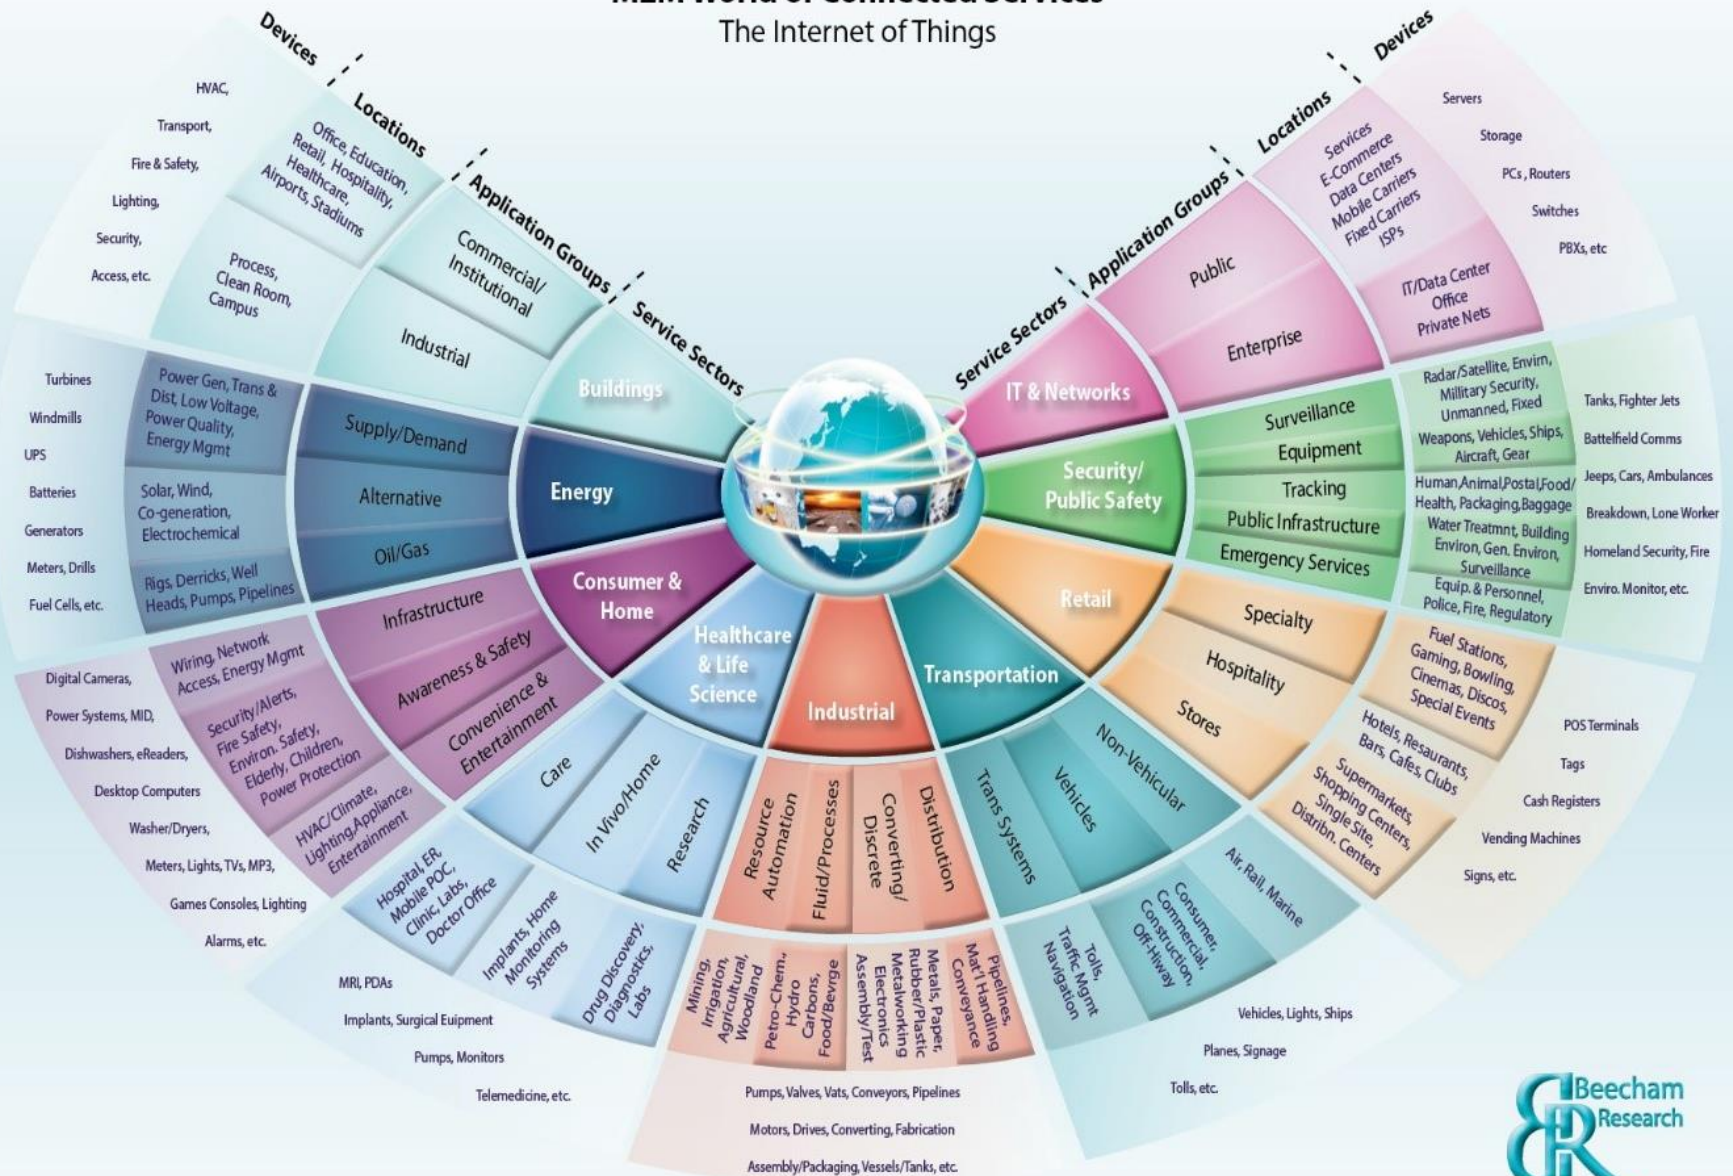 M2M World of Connected Services
The Internet of Things
Devices
Locations
Application Groups
Service Sectors
Service Sectors
Application Groups
Locations
Devices
HVAC,
Transport,
Fire & Safety,
Lighting,
Security,
Access, etc.
Office, Education,
Retail, Hospitality,
Healthcare,
Airports, Stadiums
Process,
Clean Room,
Campus
Commercial/
Institutional
Industrial
Buildings
Turbines
Windmills
UPS
Batteries
Generators
Meters, Drills
Fuel Cells, etc.
Power Gen, Trans &
Dist, Low Voltage,
Power Quality,
Energy Mgmt
Solar, Wind,
Co-generation,
Electrochemical
Rigs, Derricks, Well
Heads, Pumps, Pipelines
Supply/Demand
Alternative
Oil/Gas
Energy
Digital Cameras,
Power Systems, MID,
Dishwashers, eReaders,
Desktop Computers
Washer/Dryers,
Meters, Lights, TVs, MP3,
Games Consoles, Lighting
Alarms, etc.
Wiring, Network
Access, Energy Mgmt
Security/Alerts,
Fire Safety,
Environ. Safety,
Elderly, Children,
Power Protection
HVAC/Climate,
Lighting,Appliance,
Entertainment
Infrastructure
Awareness & Safety
Convenience &
Entertainment
Consumer &
Home
Healthcare
& Life
Science
Care
In Vivo/Home
Research
Hospital, ER,
Mobile POC,
Clinic, Labs,
Doctor Office
Implants, Home
Monitoring
Systems
Drug Discovery,
Diagnostics,
Labs
MRI, PDAs
Implants, Surgical Euipment
Pumps, Monitors
Telemedicine, etc.
Industrial
Resource
Automation
Fluid/Processes
Converting/
Discrete
Distribution
Mining,
Irrigation,
Agricultural,
Woodland
Petro-Chem.,
Hydro
Carbons,
Food/Bevrge
Metals, Paper,
Rubber/Plastic
Metalworking
Electronics
Assembly/Test
Pipelines,
Mat'l Handling
Conveyance
Pumps, Valves, Vats, Conveyors, Pipelines
Motors, Drives, Converting, Fabrication
Assembly/Packaging, Vessels/Tanks, etc.
Transportation
Trans Systems
Vehicles
Non-Vehicular
Tolls,
Traffic Mgmt
Navigation
Consumer,
Commercial,
Construction,
Off-Hiway
Air, Rail, Marine
Vehicles, Lights, Ships
Planes, Signage
Tolls, etc.
Retail
Specialty
Hospitality
Stores
Fuel Stations,
Gaming, Bowling,
Cinemas, Discos,
Special Events
Hotels, Resaurants,
Bars, Cafes, Clubs
Supermarkets,
Shopping Centers,
Single Site,
Distribn. Centers
POS Terminals
Tags
Cash Registers
Vending Machines
Signs, etc.
Security/
Public Safety
Surveillance
Equipment
Tracking
Public Infrastructure
Emergency Services
Radar/Satellite, Envirn,
Millitary Security,
Unmanned, Fixed
Weapons, Vehicles, Ships,
Aircraft, Gear
Human,Animal,Postal,Food/
Health, Packaging,Baggage
Water Treatmnt, Building
Environ, Gen. Environ,
Surveillance
Equip. & Personnel,
Police, Fire, Regulatory
Tanks, Fighter Jets
Battelfield Comms
Jeeps, Cars, Ambulances
Breakdown, Lone Worker
Homeland Security, Fire
Enviro. Monitor, etc.
IT & Networks
Public
Enterprise
Services
E-Commerce
Data Centers
Mobile Carriers
Fixed Carriers
ISPs
IT/Data Center
Office
Private Nets
Servers
Storage
PCs, Routers
Switches
PBXs, etc
Beecham
Research